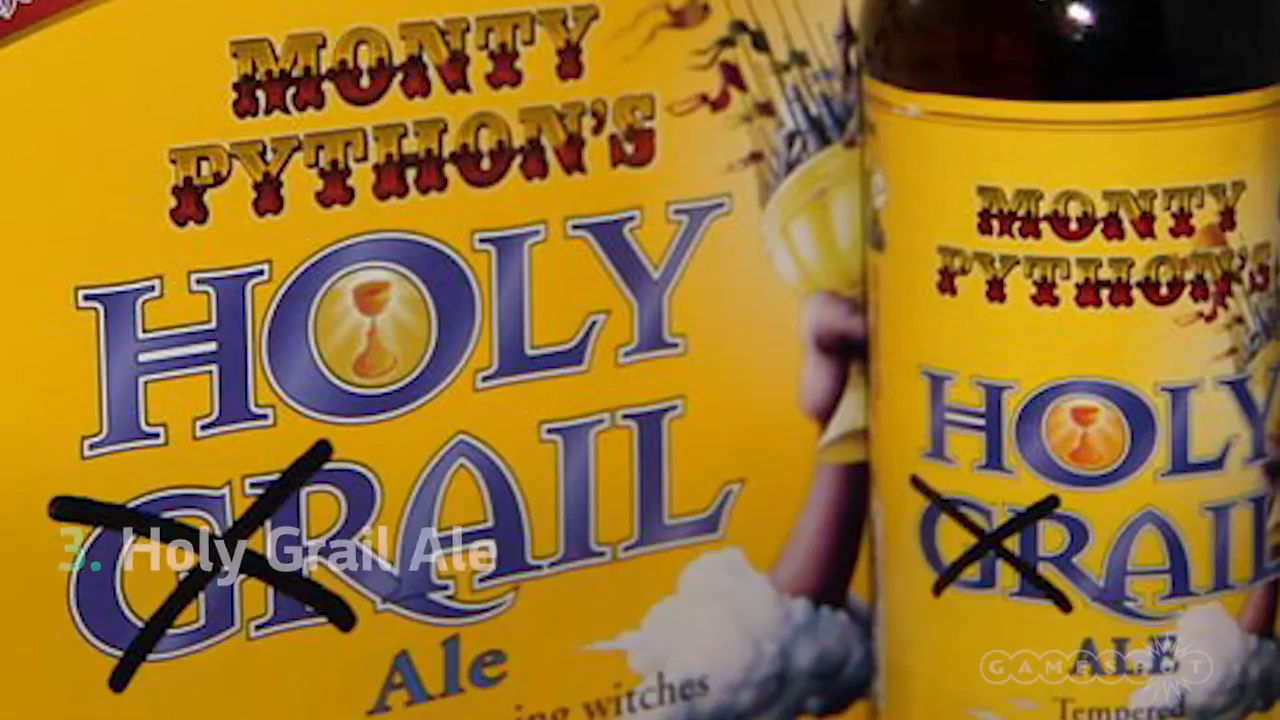 MONTY
PYTHON'S
HOLY
GRAIL
Ale
witches
MONTY
PYTHON'S
HOLY
GRAIL
ALE
Tempered
3. Holy Grail Ale
GAMESPOT